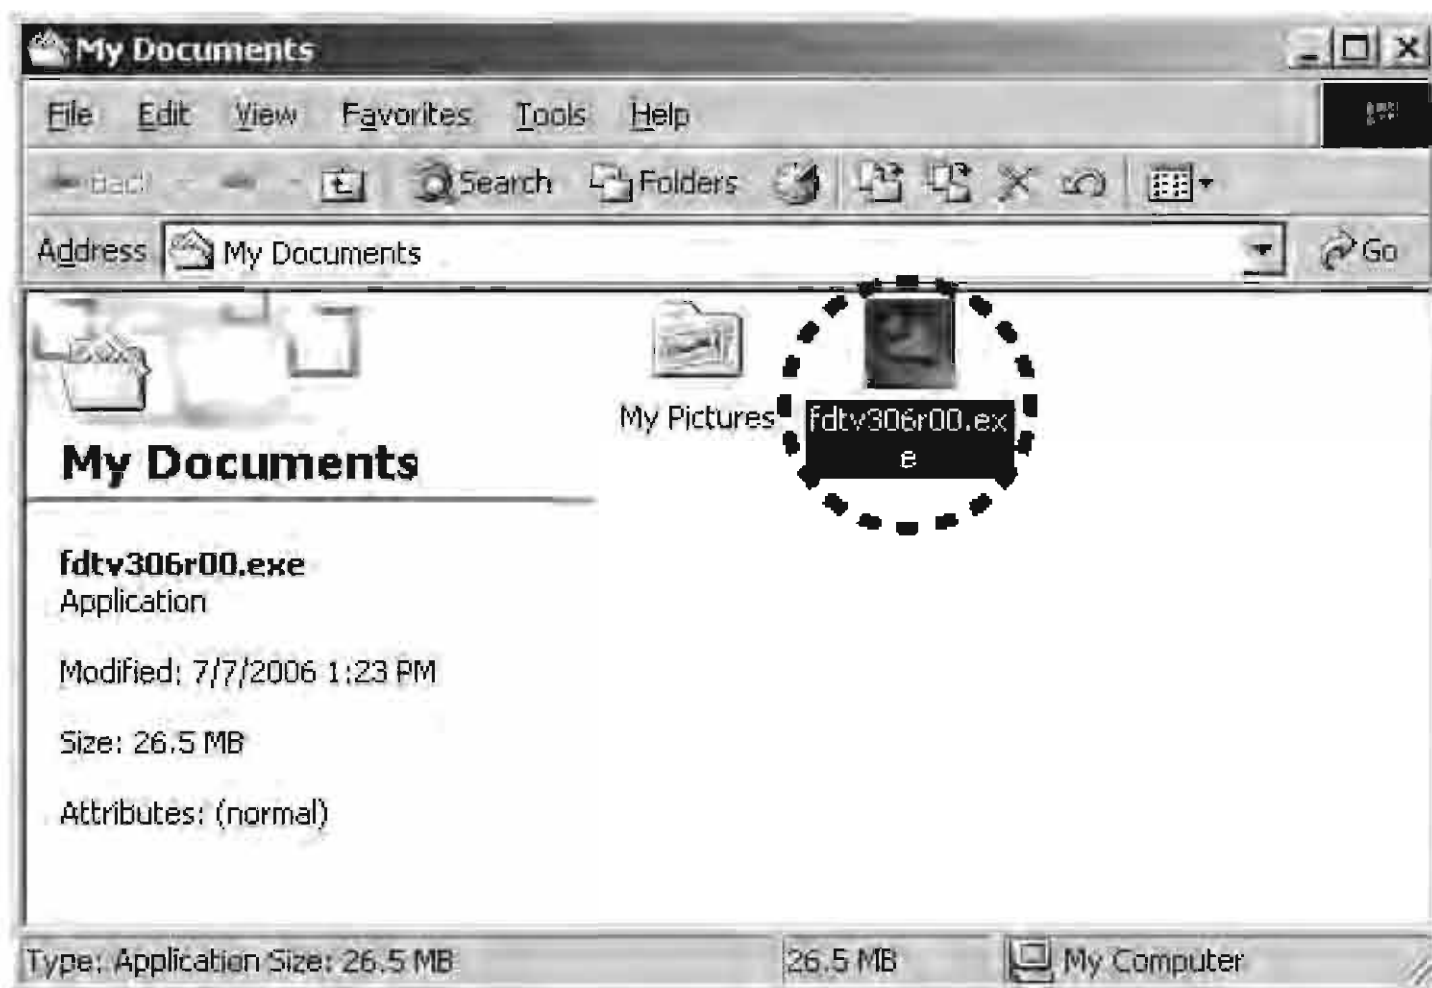 My Documents
File Edit View Favorites Tools Help
Back Search Folders
Address My Documents Go
My Pictures
fdtv306r00.ex
e
My Documents
fdtv306r00.exe
Application
Modified: 7/7/2006 1:23 PM
Size: 26.5 MB
Attributes: (normal)
Type: Application Size: 26.5 MB 26.5 MB My Computer